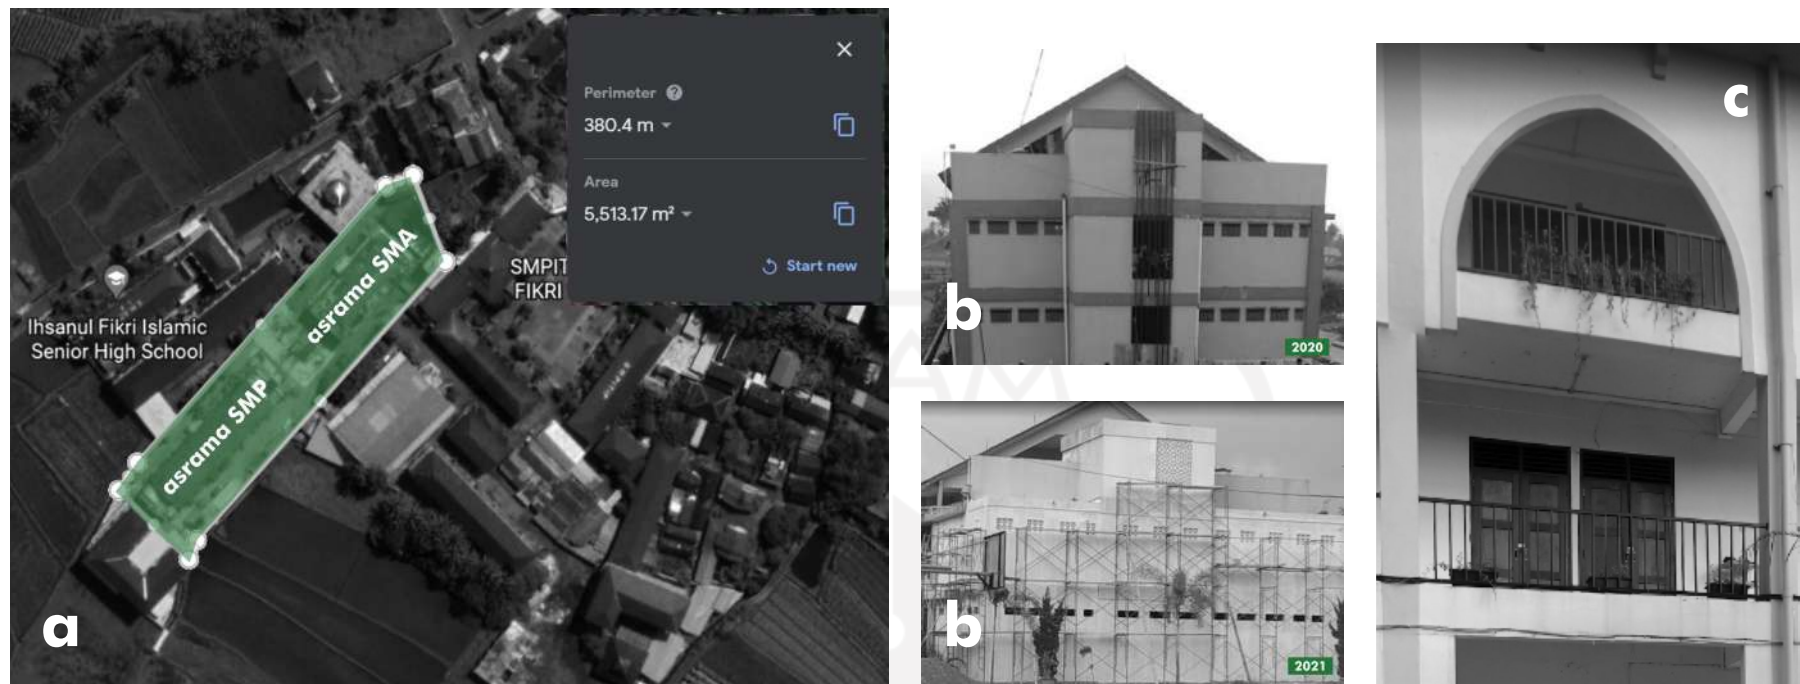 Perimeter
380.4 m
Area
5,513.17 m²
Start new
SMPIT
FIKRI
Ihsanul Fikri Islamic
Senior High School
asrama SMA
asrama SMP
a
b
2020
b
2021
c